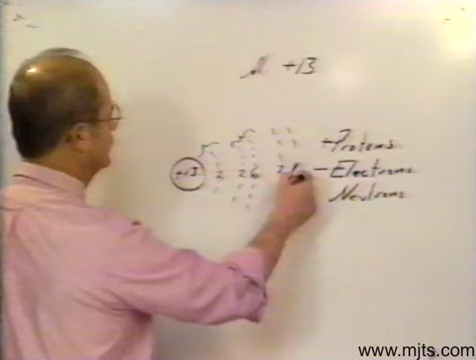 Al +13
+Protons
+13 2 2 6 2 1 -Electrons
Neutrons
www.mjts.com